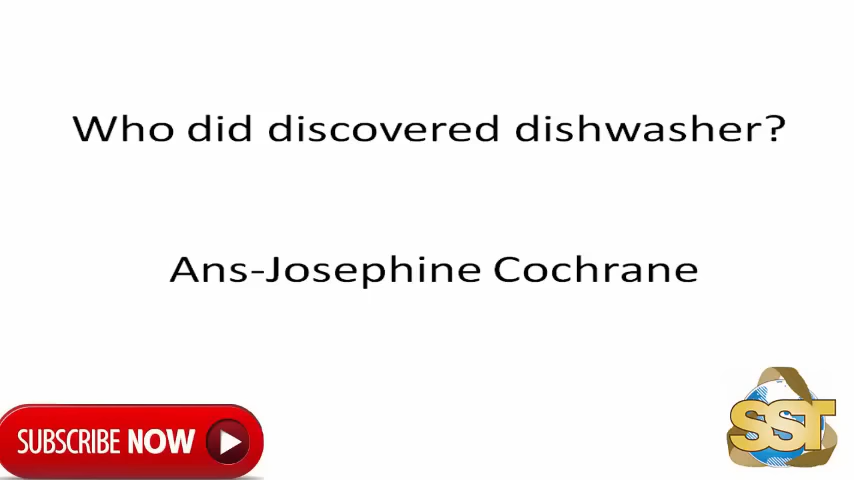 Who did discovered dishwasher?
Ans-Josephine Cochrane
SUBSCRIBE NOW
SST